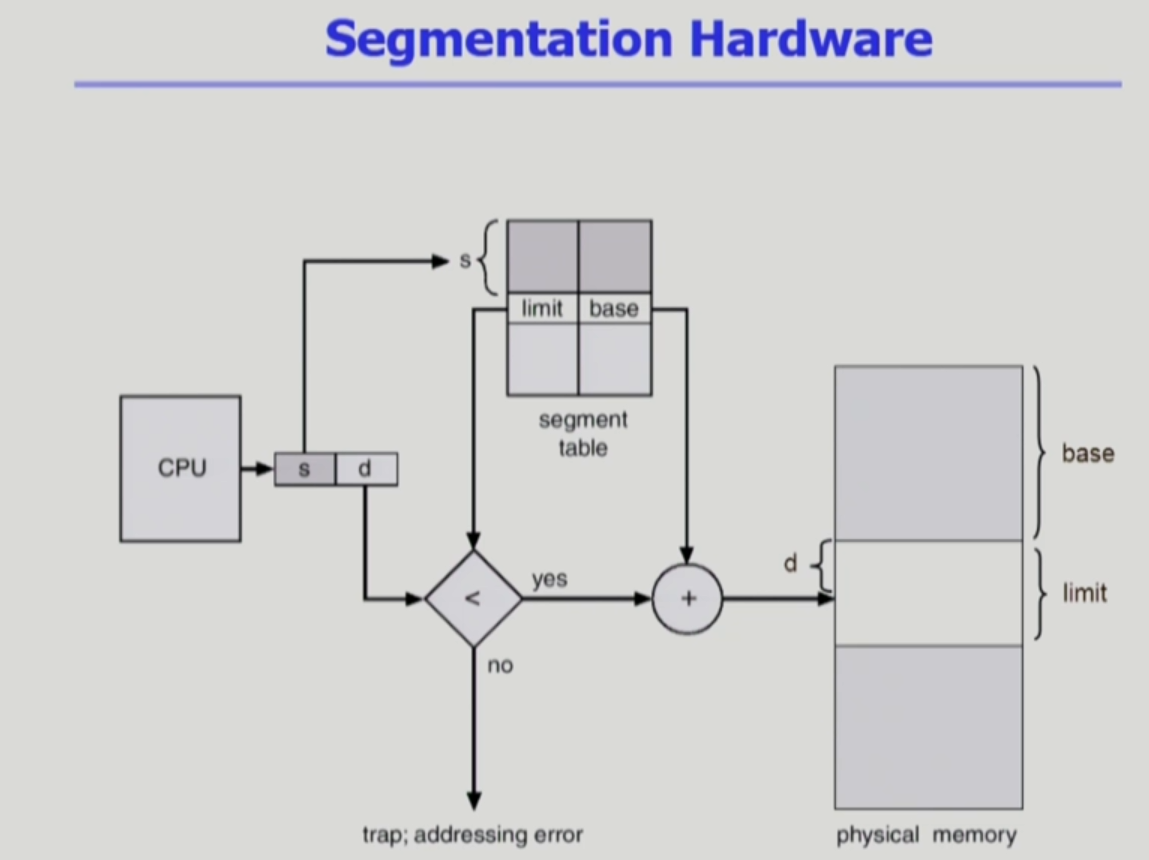 Segmentation Hardware
s
limit base
segment
table
CPU
s d
<
yes
+
no
d
base
limit
trap; addressing error
physical memory